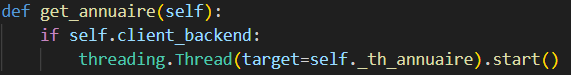 def get_annuaire(self):
    if self.client_backend:
        threading.Thread(target=self._th_annuaire).start()